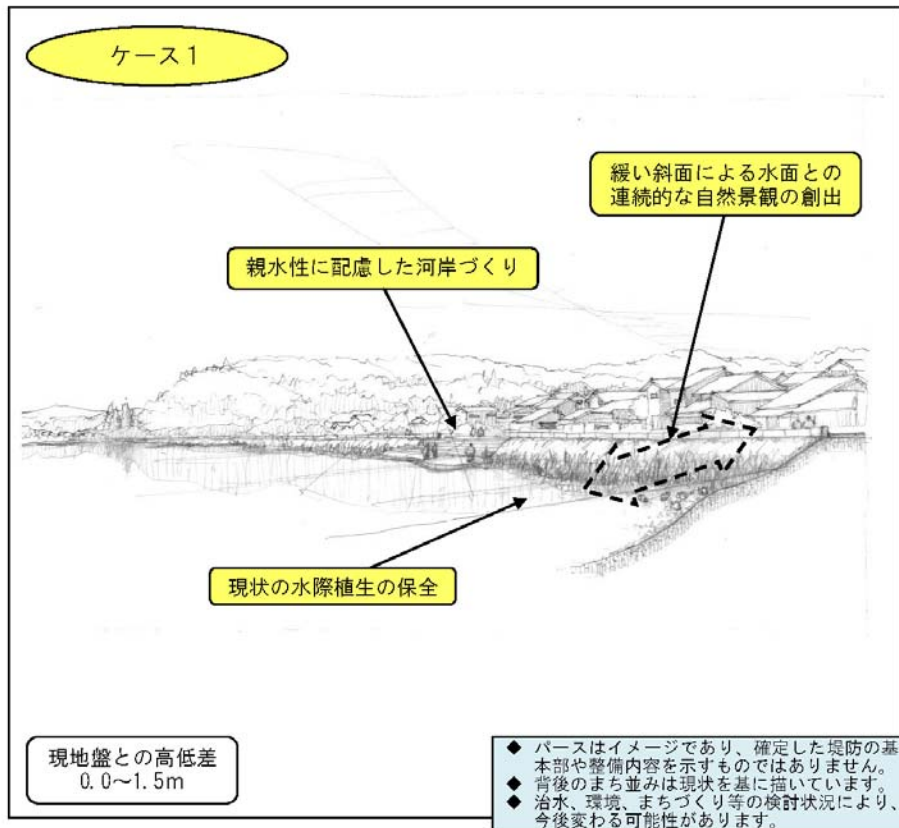 ケース１
緩い斜面による水面との
連続的な自然景観の創出
親水性に配慮した河岸づくり
現状の水際植生の保全
現地盤との高低差
0.0～1.5m
◆ パースはイメージであり、確定した堤防の基
本部や整備内容を示すものではありません。
◆ 背後のまち並みは現状を基に描いています。
◆ 治水、環境、まちづくり等の検討状況により、
今後変わる可能性があります。